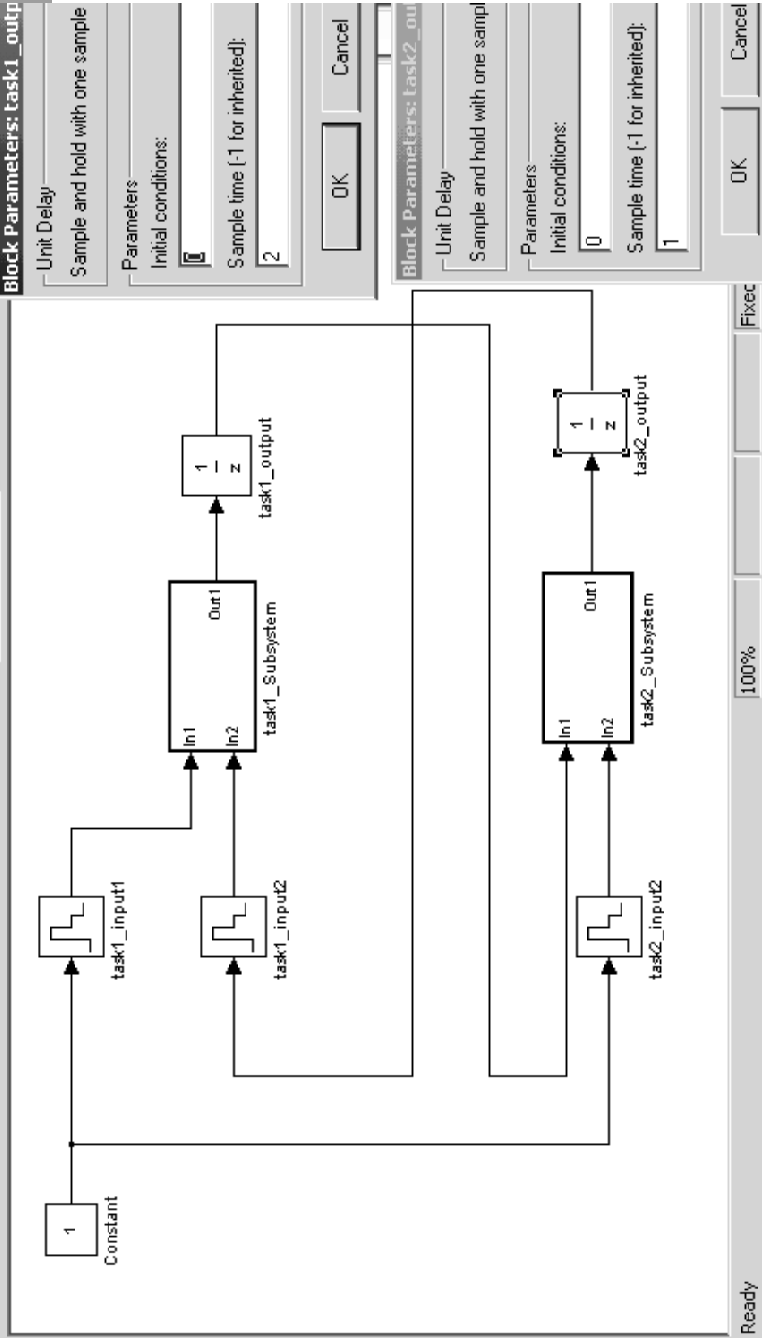 Block Parameters: task1_outp
Unit Delay
Sample and hold with one sample
Parameters
Initial conditions:
0
Sample time (-1 for inherited):
2
OK
Cancel
Block Parameters: task2_out
Unit Delay
Sample and hold with one sampl
Parameters
Initial conditions:
0
Sample time (-1 for inherited):
1
OK
Cancel
1
Constant
task1_input1
task1_input2
In1
In2
Out1
task1_Subsystem
1
z
task1_output
task2_input2
In1
In2
Out1
task2_Subsystem
1
z
task2_output
Ready
100%
Fixed